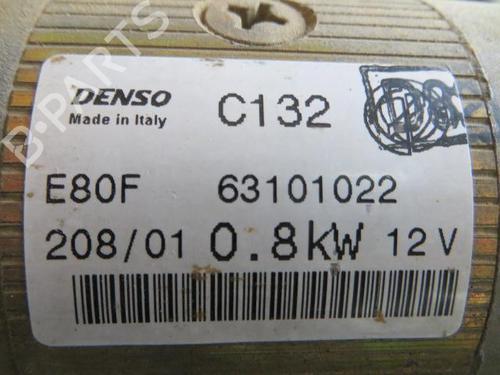 DENSO
Made in Italy
C132
E80F 63101022
208/01 0.8kW 12V
B-PARTS